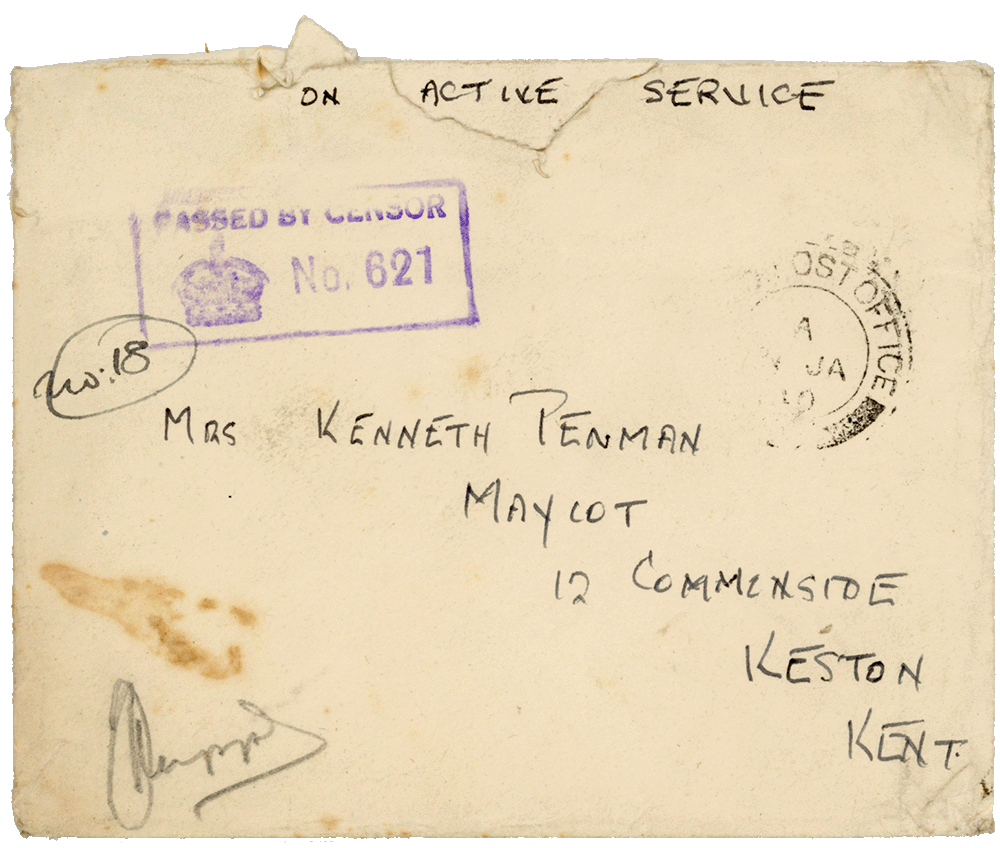 ON ACTIVE SERVICE
PASSED BY CENSOR
No. 621
POST OFFICE
A
JA
no. 18
MRS KENNETH PENMAN
MAYCOT
12 COMMONSIDE
KESTON
KENT.